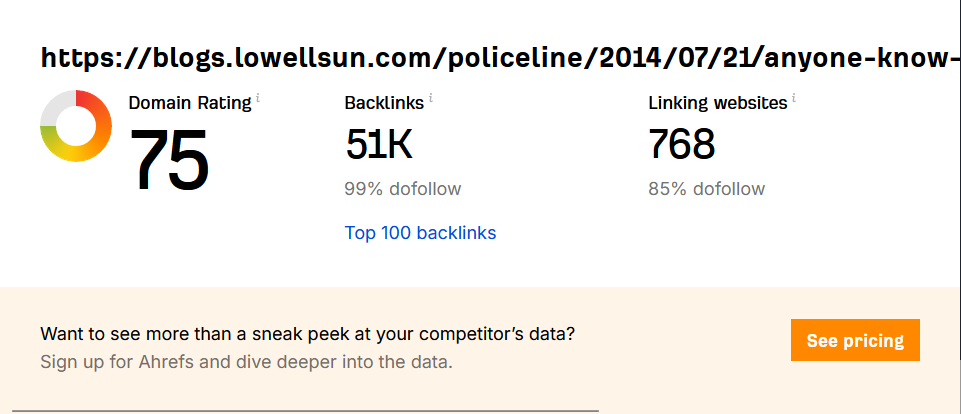 https://blogs.lowellsun.com/policeline/2014/07/21/anyone-know-
Domain Rating i
75
Backlinks i
51K
99% dofollow
Top 100 backlinks
Linking websites i
768
85% dofollow
Want to see more than a sneak peek at your competitor’s data?
Sign up for Ahrefs and dive deeper into the data.
See pricing